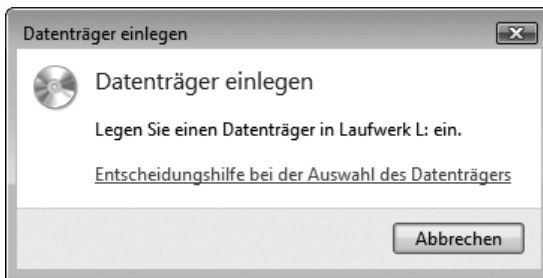 Datenträger einlegen
Datenträger einlegen
Legen Sie einen Datenträger in Laufwerk L: ein.
Entscheidungshilfe bei der Auswahl des Datenträgers
Abbrechen